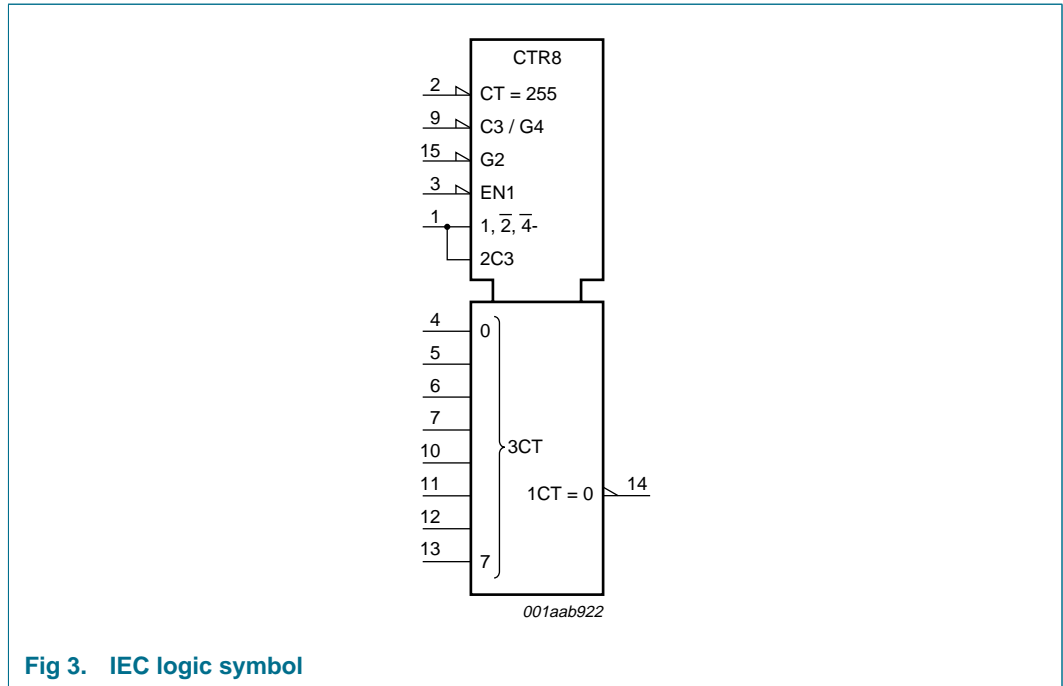 CTR8
2 CT = 255
9 C3 / G4
15 G2
3 EN1
1 1, 2̅, 4̅-
2C3
4 0
5
6
7
3CT
10
11
1CT = 0 14
12
13 7
001aab922
Fig 3. IEC logic symbol